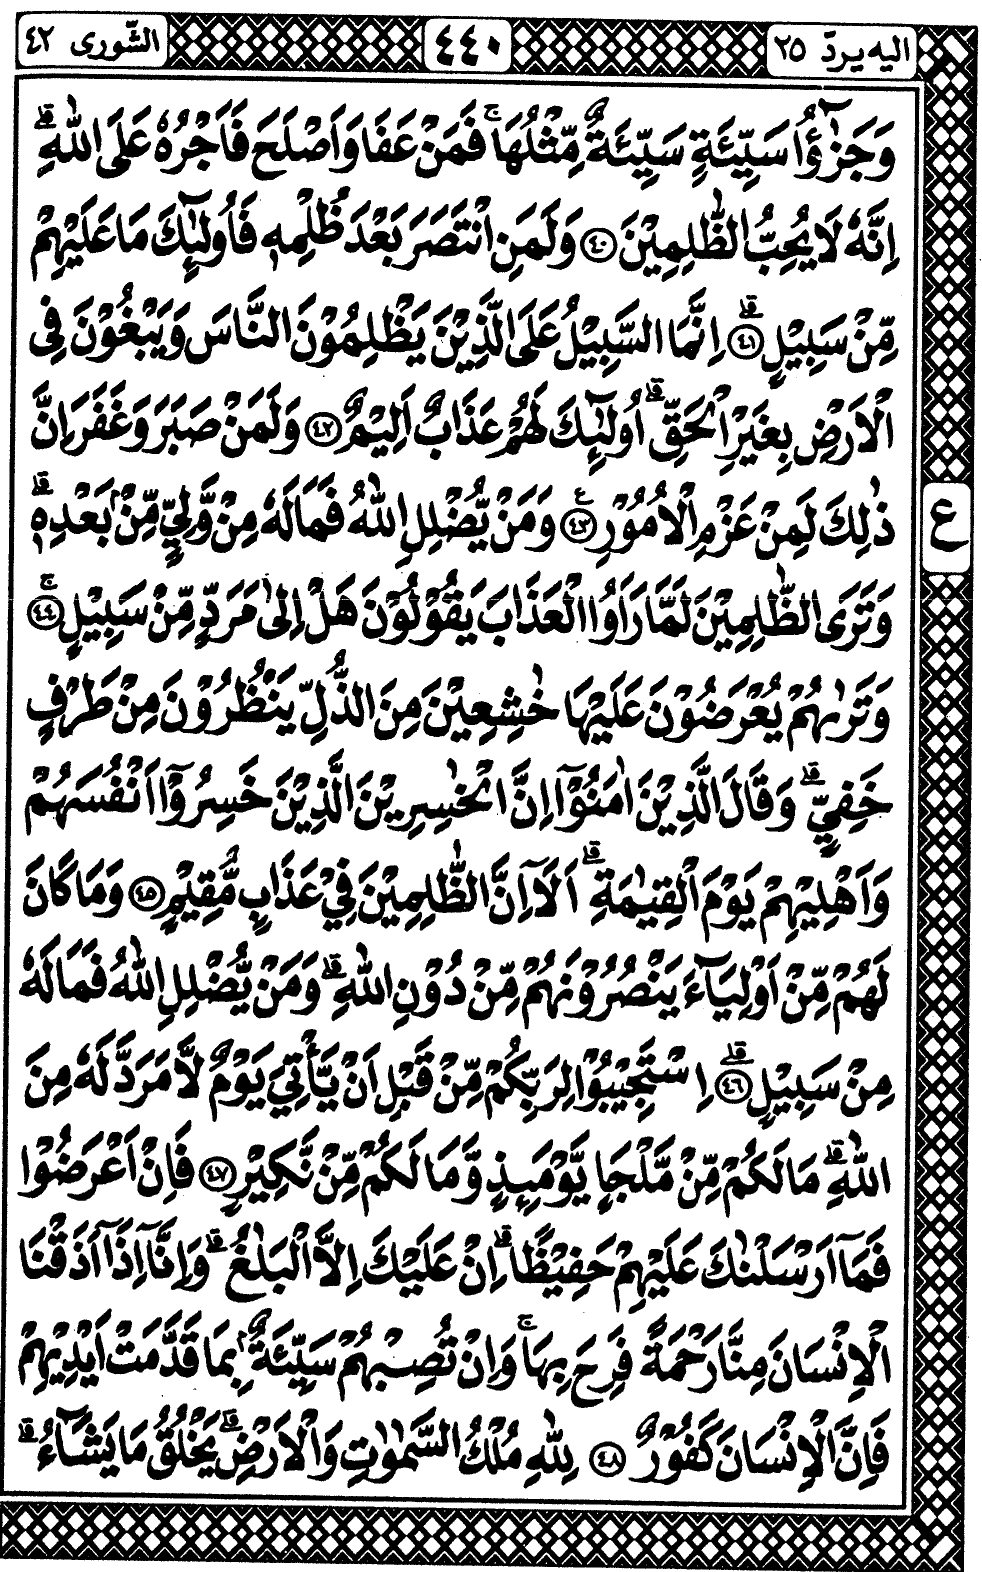 الشّورى ٤٢
٤٤٠
اليه يردّ ٢٥
وَجَزٰٓؤُا سَيِّئَةٍ سَيِّئَةٌ مِّثْلُهَا ۚ فَمَنْ عَفَا وَاَصْلَحَ فَاَجْرُهٗ عَلَى اللّٰهِ ؕ
اِنَّهٗ لَا يُحِبُّ الظّٰلِمِيْنَ ﴿٤٠﴾ وَلَمَنِ انْتَصَرَ بَعْدَ ظُلْمِهٖ فَاُولٰٓئِكَ مَا عَلَيْهِمْ
مِّنْ سَبِيْلٍ ؕ ﴿٤١﴾ اِنَّمَا السَّبِيْلُ عَلَى الَّذِيْنَ يَظْلِمُوْنَ النَّاسَ وَيَبْغُوْنَ فِى
الْاَرْضِ بِغَيْرِ الْحَقِّ ؕ اُولٰٓئِكَ لَهُمْ عَذَابٌ اَلِيْمٌ ﴿٤٢﴾ وَلَمَنْ صَبَرَ وَغَفَرَ اِنَّ
ذٰلِكَ لَمِنْ عَزْمِ الْاُمُوْرِ ﴿٤٣﴾ ع وَمَنْ يُّضْلِلِ اللّٰهُ فَمَا لَهٗ مِنْ وَّلِيٍّ مِّنْ بَعْدِهٖ ؕ
ع
وَتَرَى الظّٰلِمِيْنَ لَمَّا رَاَوُا الْعَذَابَ يَقُوْلُوْنَ هَلْ اِلٰى مَرَدٍّ مِّنْ سَبِيْلٍ ۚ ﴿٤٤﴾
وَتَرٰىهُمْ يُعْرَضُوْنَ عَلَيْهَا خٰشِعِيْنَ مِنَ الذُّلِّ يَنْظُرُوْنَ مِنْ طَرْفٍ
خَفِيٍّ ؕ وَقَالَ الَّذِيْنَ اٰمَنُوْٓا اِنَّ الْخٰسِرِيْنَ الَّذِيْنَ خَسِرُوْٓا اَنْفُسَهُمْ
وَاَهْلِيْهِمْ يَوْمَ الْقِيٰمَةِ ؕ اَلَآ اِنَّ الظّٰلِمِيْنَ فِيْ عَذَابٍ مُّقِيْمٍ ﴿٤٥﴾ وَمَا كَانَ
لَهُمْ مِّنْ اَوْلِيَآءَ يَنْصُرُوْنَهُمْ مِّنْ دُوْنِ اللّٰهِ ؕ وَمَنْ يُّضْلِلِ اللّٰهُ فَمَا لَهٗ
مِنْ سَبِيْلٍ ؕ ﴿٤٦﴾ اِسْتَجِيْبُوْا لِرَبِّكُمْ مِّنْ قَبْلِ اَنْ يَّاْتِيَ يَوْمٌ لَّا مَرَدَّ لَهٗ مِنَ
اللّٰهِ ؕ مَا لَكُمْ مِّنْ مَّلْجَاٍ يَّوْمَئِذٍ وَّمَا لَكُمْ مِّنْ نَّكِيْرٍ ﴿٤٧﴾ فَاِنْ اَعْرَضُوْا
فَمَآ اَرْسَلْنٰكَ عَلَيْهِمْ حَفِيْظًا ؕ اِنْ عَلَيْكَ اِلَّا الْبَلٰغُ ؕ وَاِنَّآ اِذَآ اَذَقْنَا
الْاِنْسَانَ مِنَّا رَحْمَةً فَرِحَ بِهَا ۚ وَاِنْ تُصِبْهُمْ سَيِّئَةٌۢ بِمَا قَدَّمَتْ اَيْدِيْهِمْ
فَاِنَّ الْاِنْسَانَ كَفُوْرٌ ﴿٤٨﴾ لِلّٰهِ مُلْكُ السَّمٰوٰتِ وَالْاَرْضِ ؕ يَخْلُقُ مَا يَشَآءُ ؕ